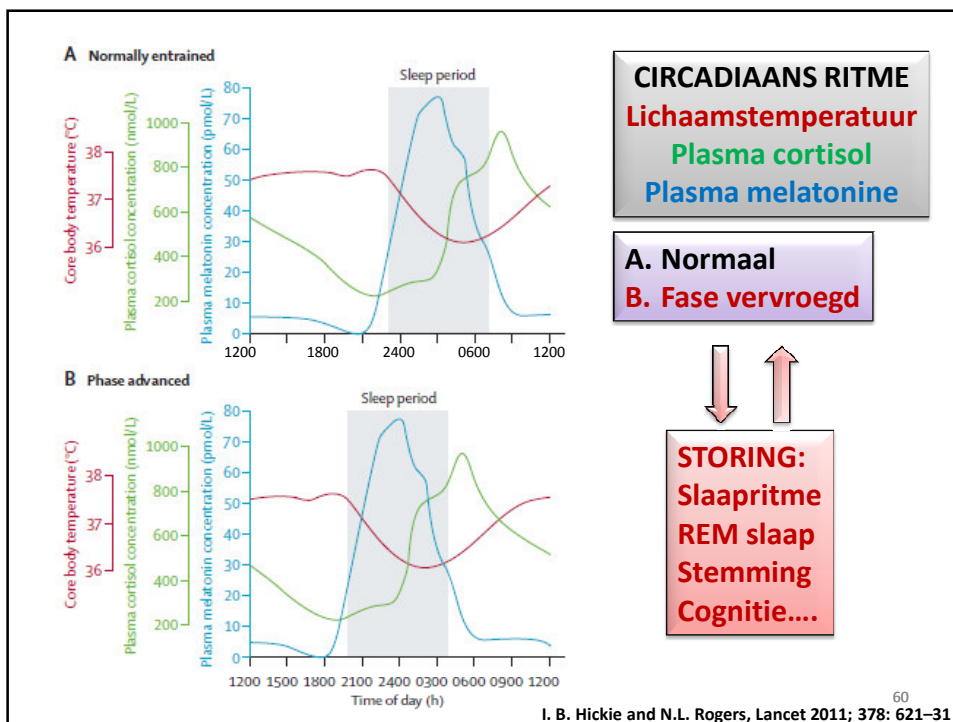 A Normally entrained
Sleep period
Core body temperature (°C)
38
37
36
Plasma cortisol concentration (nmol/L)
1000
800
600
400
200
Plasma melatonin concentration (pmol/L)
80
70
60
50
40
30
20
10
0
1200 1800 2400 0600 1200
B Phase advanced
Sleep period
Core body temperature (°C)
38
37
36
Plasma cortisol concentration (nmol/L)
1000
800
600
400
200
Plasma melatonin concentration (pmol/L)
80
70
60
50
40
30
20
10
0
1200 1500 1800 2100 2400 0300 0600 0900 1200
Time of day (h)
CIRCADIAANS RITME
Lichaamstemperatuur
Plasma cortisol
Plasma melatonine
A. Normaal
B. Fase vervroegd
STORING:
Slaapritme
REM slaap
Stemming
Cognitie....
60
I. B. Hickie and N.L. Rogers, Lancet 2011; 378: 621–31